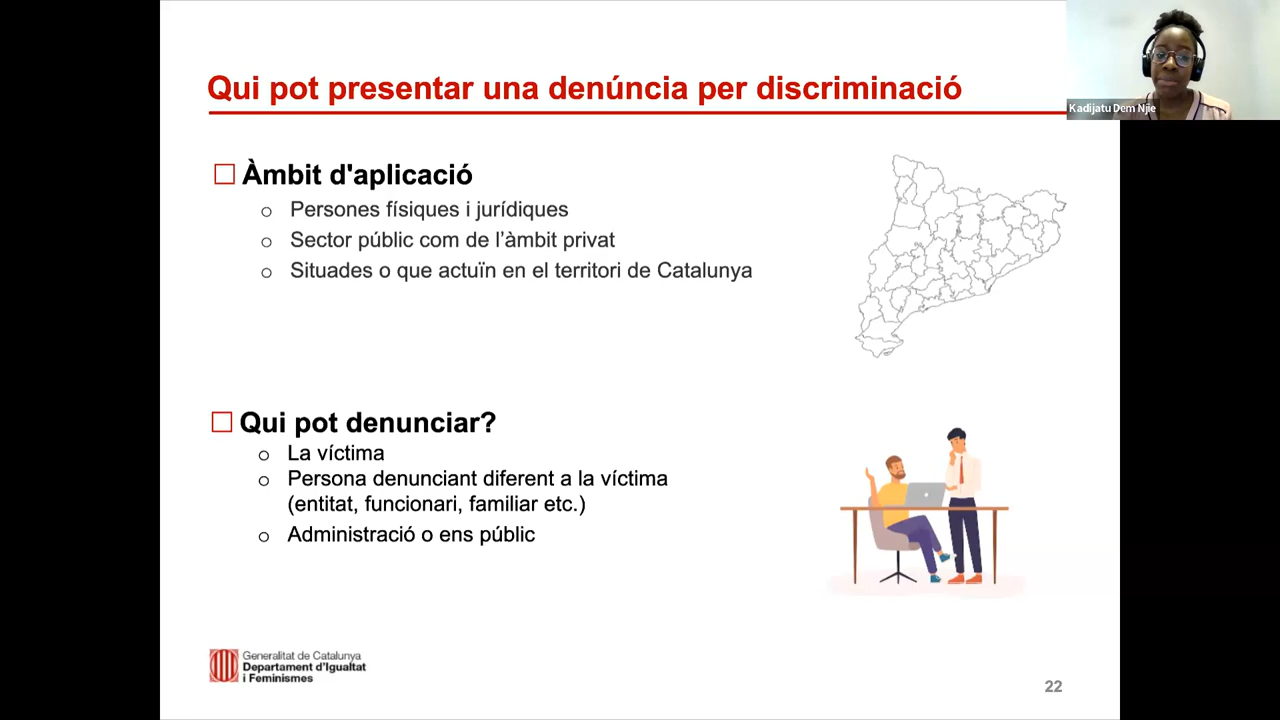 Qui pot presentar una denúncia per discriminació
Kadijatu Dem Njie
Àmbit d'aplicació
o Persones físiques i jurídiques
o Sector públic com de l’àmbit privat
o Situades o que actuïn en el territori de Catalunya
Qui pot denunciar?
o La víctima
o Persona denunciant diferent a la víctima
(entitat, funcionari, familiar etc.)
o Administració o ens públic
Generalitat de Catalunya
Departament d'Igualtat
i Feminismes
22